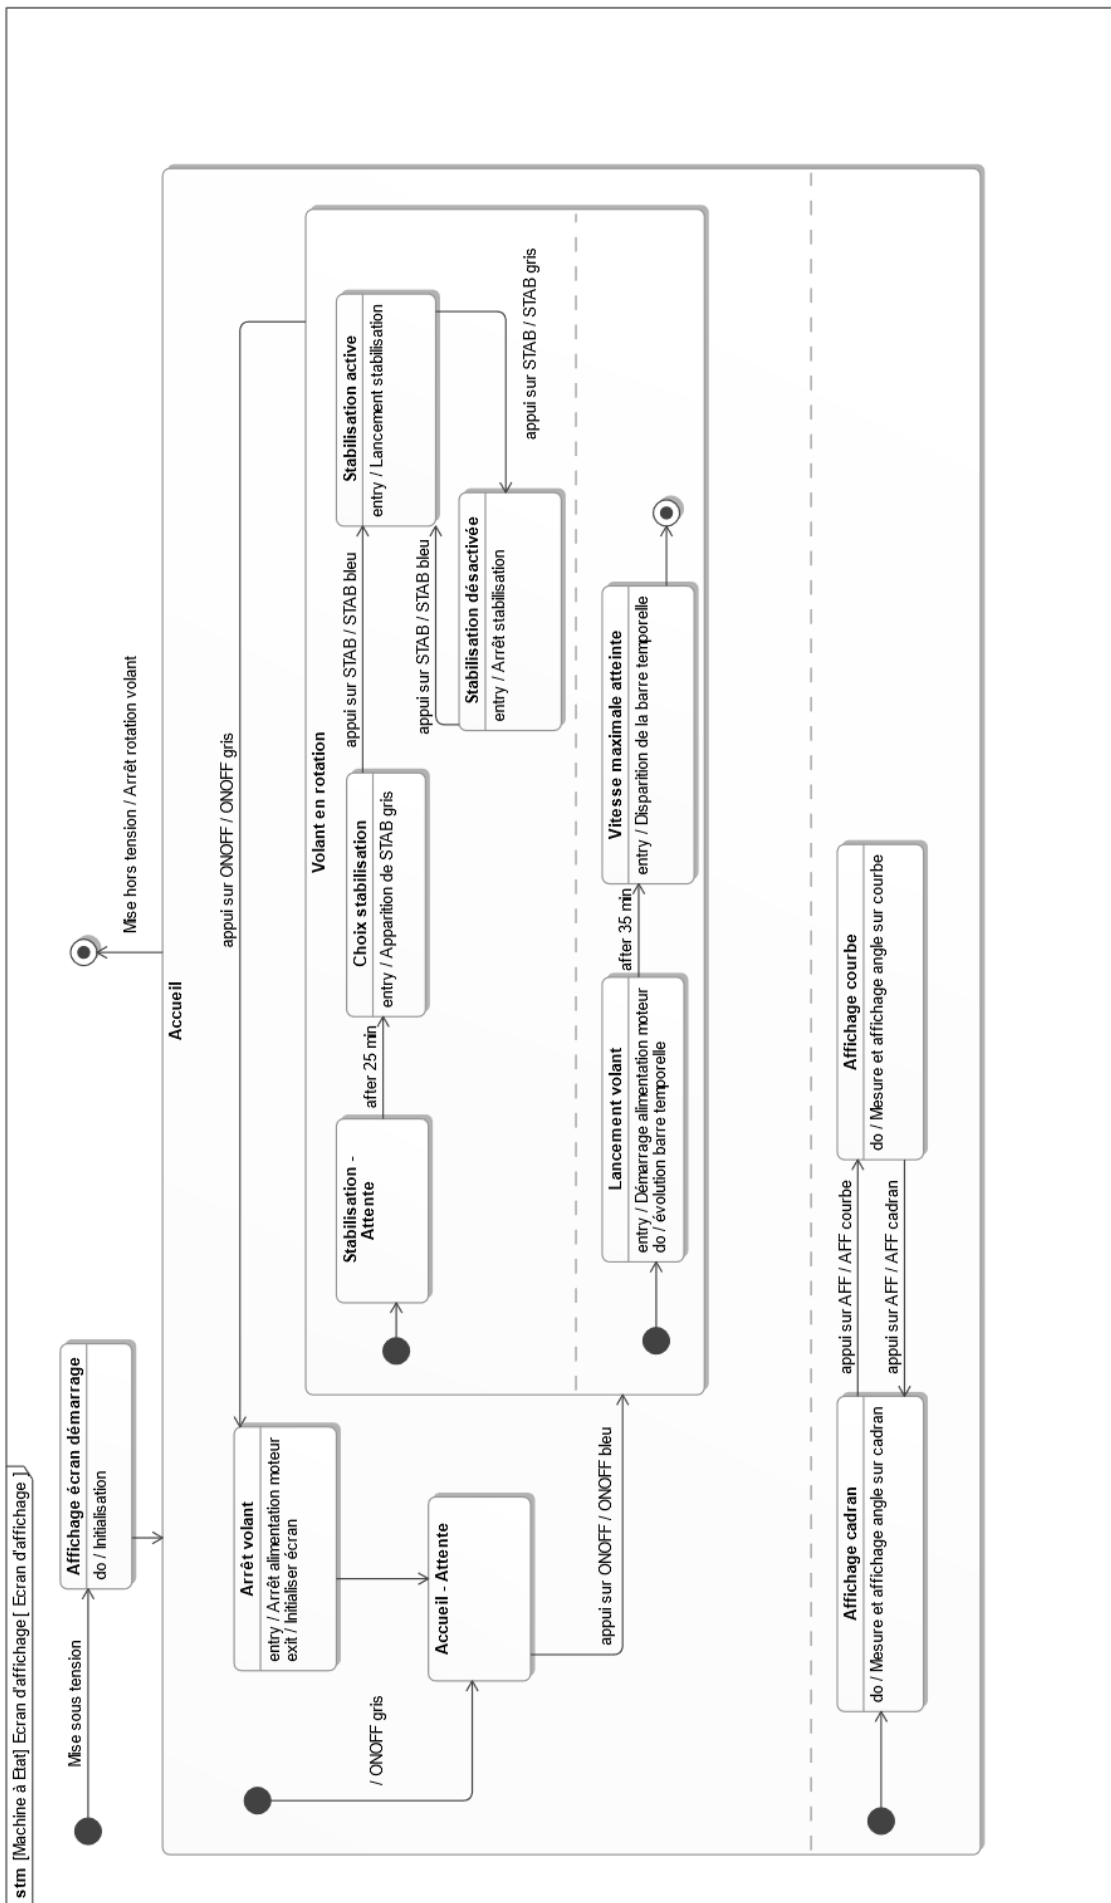 stm [Machine à Etat] Ecran d'affichage [ Ecran d'affichage ]
Mise sous tension
Affichage écran démarrage
do / Initialisation
Mise hors tension / Arrêt rotation volant
Accueil
appui sur ONOFF / ONOFF gris
Arrêt volant
entry / Arrêt alimentation moteur
exit / Initialiser écran
/ ONOFF gris
Accueil - Attente
appui sur ONOFF / ONOFF bleu
Volant en rotation
Stabilisation -
Attente
after 25 min
Choix stabilisation
entry / Apparition de STAB gris
appui sur STAB / STAB bleu
Stabilisation active
entry / Lancement stabilisation
appui sur STAB / STAB bleu
Stabilisation désactivée
entry / Arrêt stabilisation
appui sur STAB / STAB gris
Lancement volant
entry / Démarrage alimentation moteur
do / évolution barre temporelle
after 35 min
Vitesse maximale atteinte
entry / Disparition de la barre temporelle
Affichage cadran
do / Mesure et affichage angle sur cadran
appui sur AFF / AFF courbe
appui sur AFF / AFF cadran
Affichage courbe
do / Mesure et affichage angle sur courbe